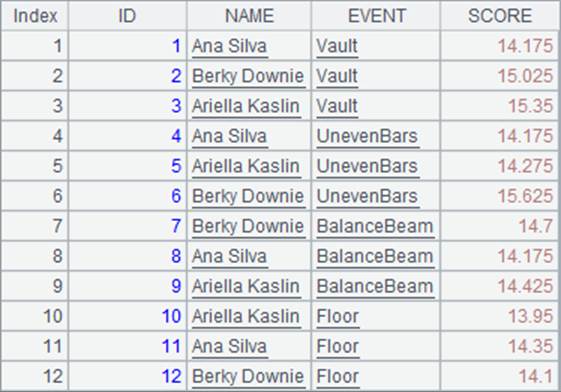 Index ID NAME EVENT SCORE
1 1 Ana Silva Vault 14.175
2 2 Berky Downie Vault 15.025
3 3 Ariella Kaslin Vault 15.35
4 4 Ana Silva UnevenBars 14.175
5 5 Ariella Kaslin UnevenBars 14.275
6 6 Berky Downie UnevenBars 15.625
7 7 Berky Downie BalanceBeam 14.7
8 8 Ana Silva BalanceBeam 14.175
9 9 Ariella Kaslin BalanceBeam 14.425
10 10 Ariella Kaslin Floor 13.95
11 11 Ana Silva Floor 14.35
12 12 Berky Downie Floor 14.1